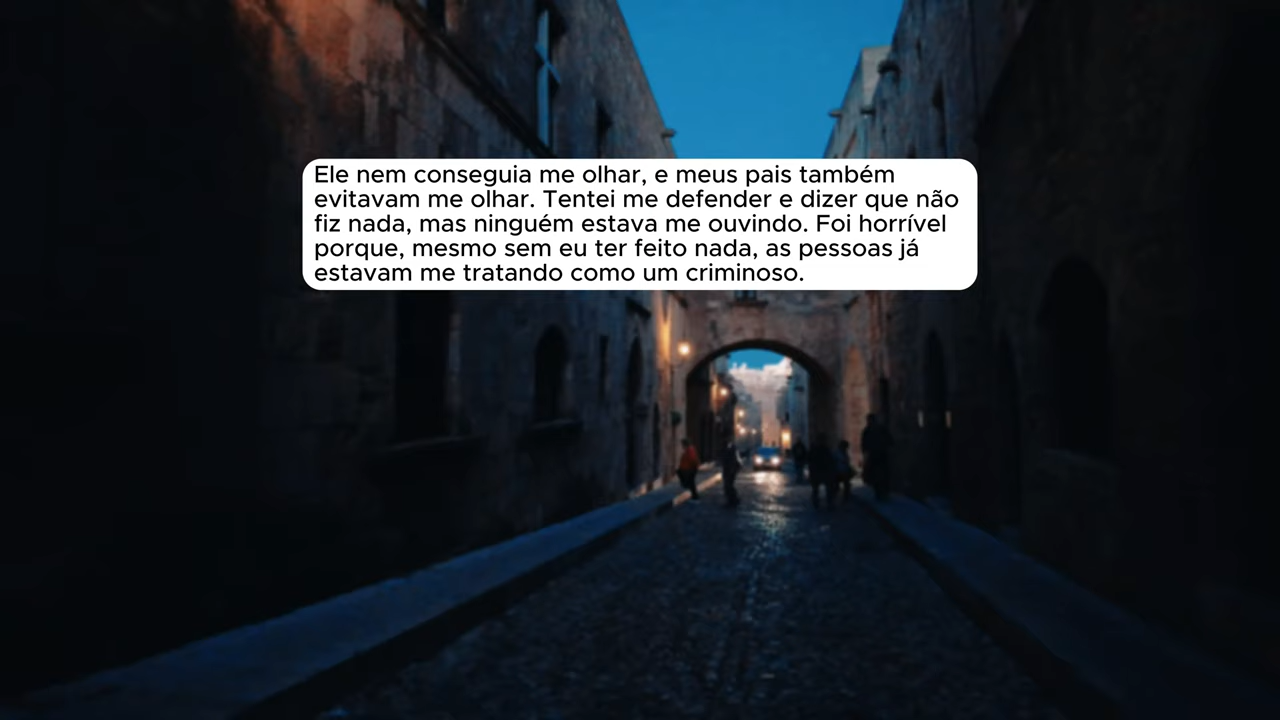 Ele nem conseguia me olhar, e meus pais também
evitavam me olhar. Tentei me defender e dizer que não
fiz nada, mas ninguém estava me ouvindo. Foi horrível
porque, mesmo sem eu ter feito nada, as pessoas já
estavam me tratando como um criminoso.